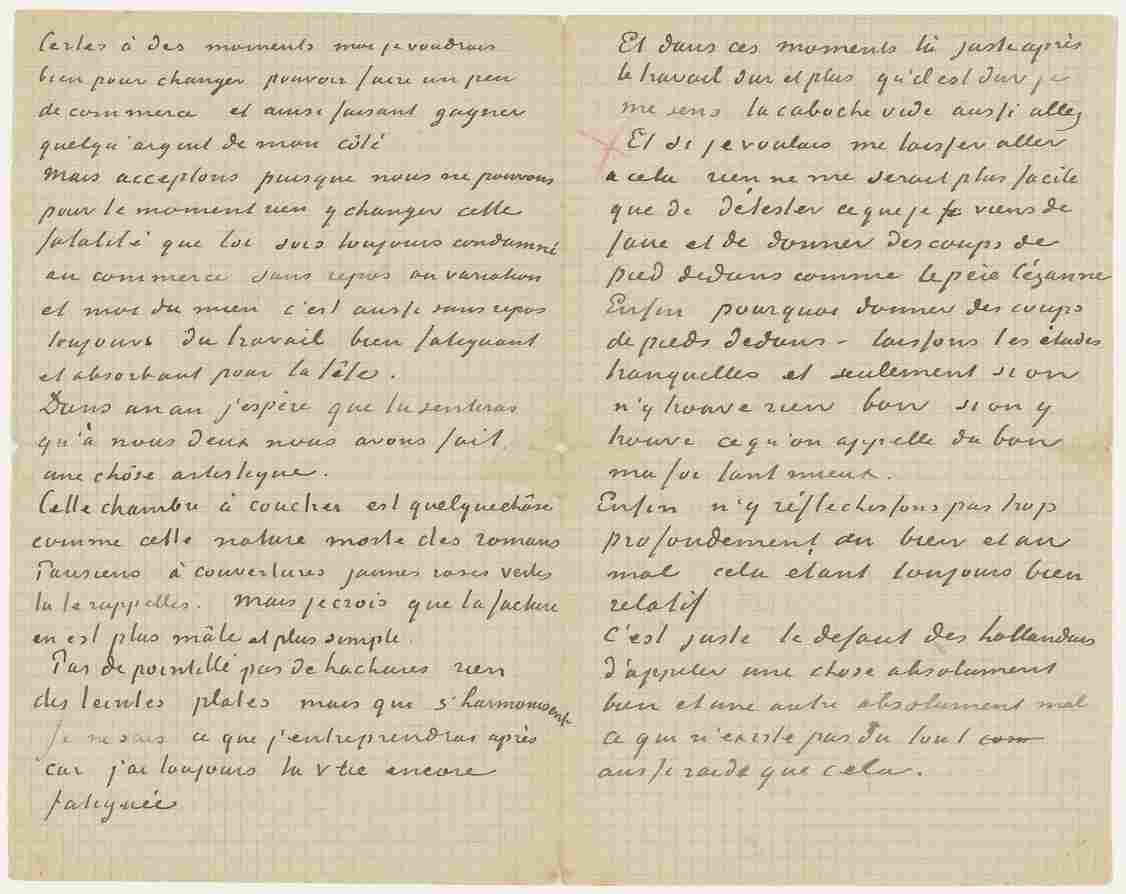 Certes à des moments moi je voudrais
bien pour changer pouvoir faire un peu
de commerce et ainsi faisant gagner
quelqu'argent de mon côté
Mais acceptons puisque nous ne pouvons
pour le moment rien y changer cette
fatalité que toi sois toujours condamné
au commerce sans repos ou variation
et moi du mien c'est aussi sans repos
toujours du travail bien fatiguant
et absorbant pour la tête.
Dans un an j'espère que tu sentiras
qu'à nous deux nous avons fait
une chôse artistique.
Cette chambre à coucher est quelquechôse
comme cette nature morte des romans
Parisiens à couvertures jaunes roses vertes
tu te rappelles. Mais je crois que la facture
en est plus mâle et plus simple.
Pas de pointillé pas de hachures rien
des teintes plates mais que s'harmonisent
Je ne sais ce que j'entreprendrai après
car j'ai toujours la vue encore
fatiguée
Et dans ces moments là juste après
le travail dur et plus qu'il est dur je
me sens la caboche vide aussi allez
Et si je voulais me laisser aller
a cela rien ne me serait plus facile
que de détester ce que je viens de
faire et de donner des coups de
pied dedans comme le père Cézanne
Enfin pourquoi donner des coups
de pieds dedans – laissons les études
tranquelles et seulement si on
n'y trouve rien bon si on y
trouve ce qu'on appelle du bon
ma foi tant mieux.
Enfin n'y réflechissons pas trop
profondement au bien et au
mal cela etant toujours bien
relatif
C'est juste le defaut des hollandais
d'appeler une chose absolument
bien et une autre absolument mal
ce qui n'existe pas du tout
aussi raide que cela.